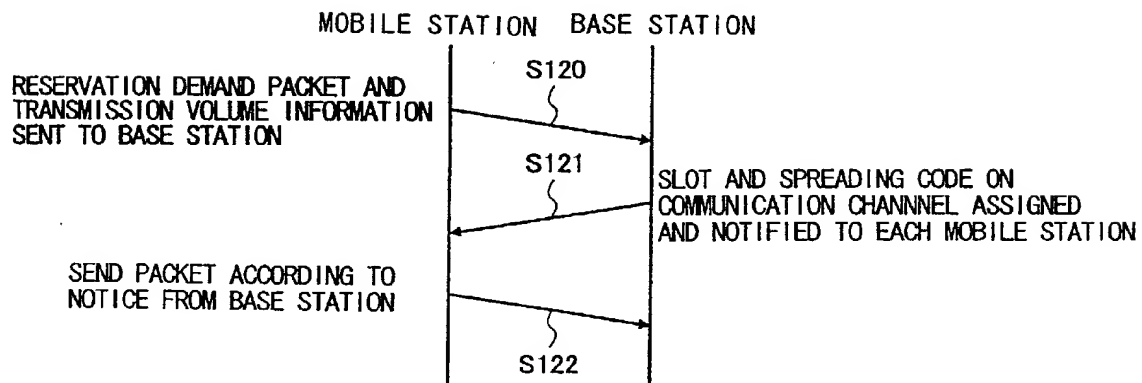 MOBILE STATION BASE STATION
S120
RESERVATION DEMAND PACKET AND
TRANSMISSION VOLUME INFORMATION
SENT TO BASE STATION
S121
SLOT AND SPREADING CODE ON
COMMUNICATION CHANNNEL ASSIGNED
AND NOTIFIED TO EACH MOBILE STATION
SEND PACKET ACCORDING TO
NOTICE FROM BASE STATION
S122